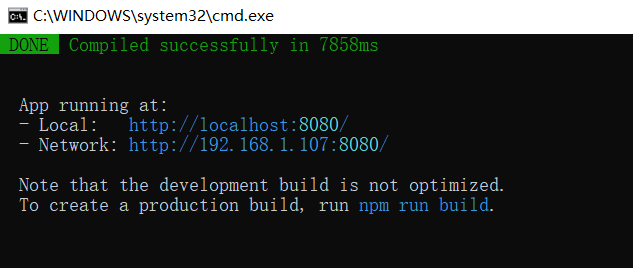 C:\WINDOWS\system32\cmd.exe
DONE Compiled successfully in 7858ms
App running at:
- Local: http://localhost:8080/
- Network: http://192.168.1.107:8080/
Note that the development build is not optimized.
To create a production build, run npm run build.